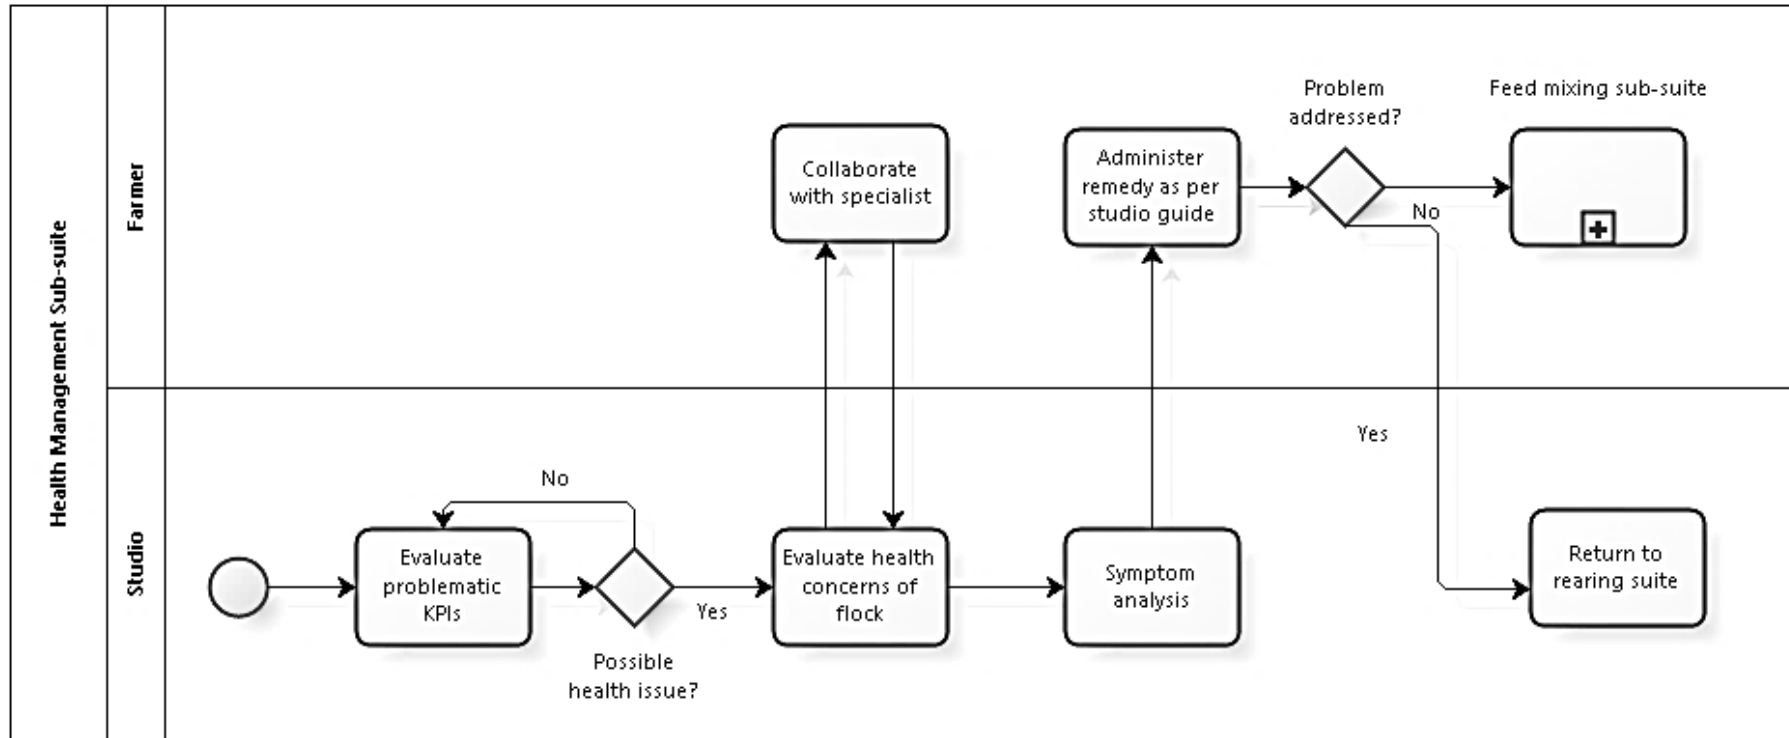 Health Management Sub-suite
Farmer
Studio
Problem
addressed?
Feed mixing sub-suite
Collaborate
with specialist
Administer
remedy as per
studio guide
No
Yes
No
Evaluate
problematic
KPIs
Yes
Possible
health issue?
Evaluate health
concerns of
flock
Symptom
analysis
Return to
rearing suite